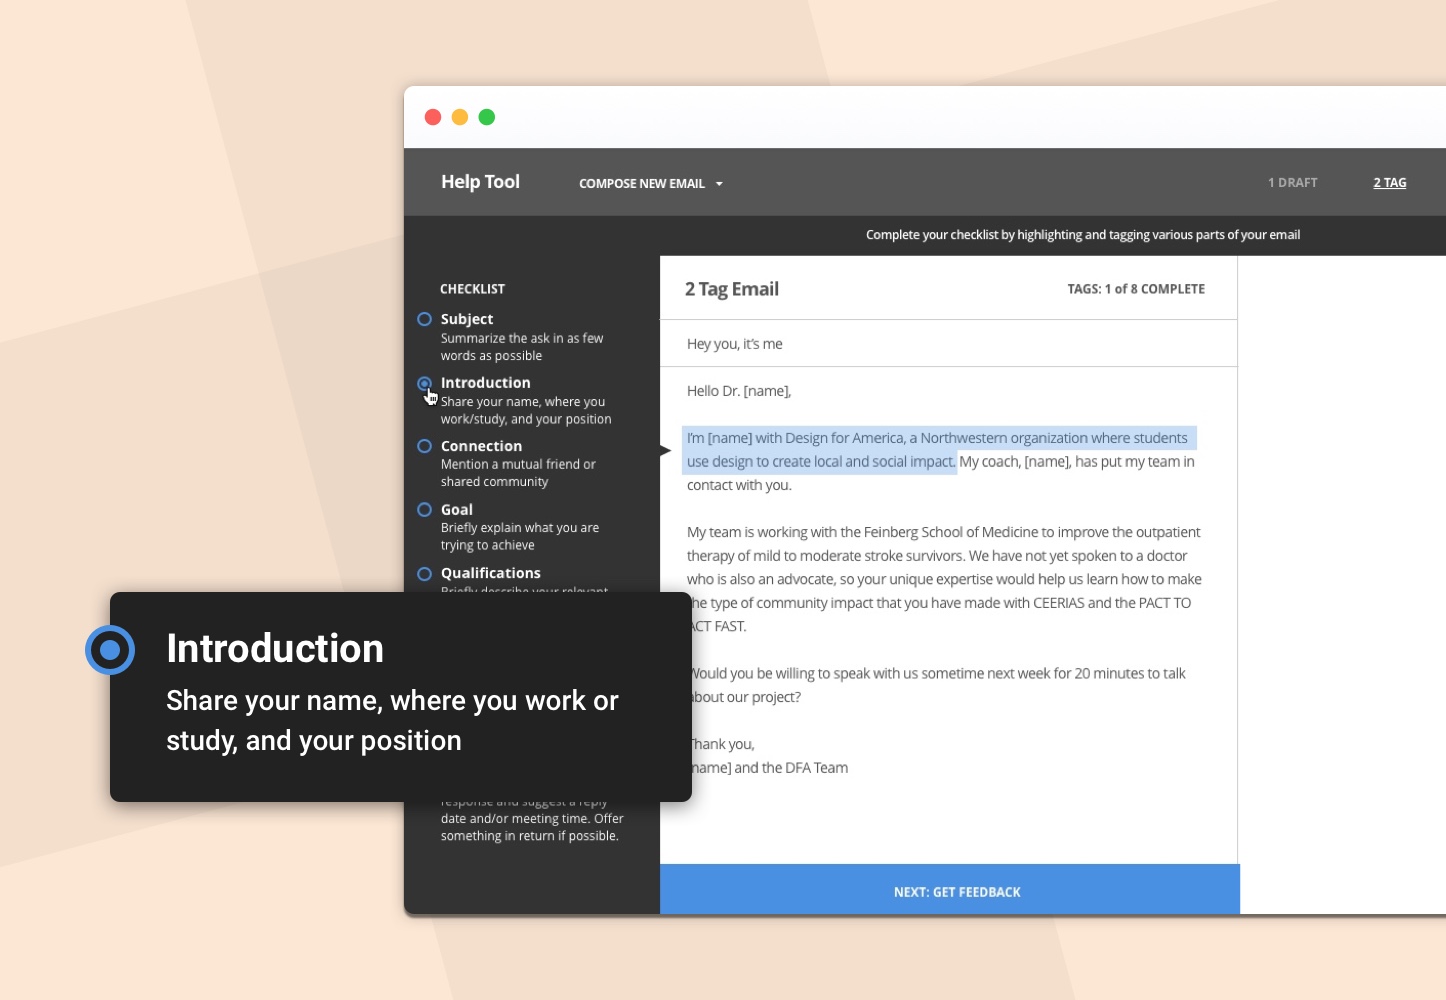 Help Tool
COMPOSE NEW EMAIL
1 DRAFT
2 TAG
Complete your checklist by highlighting and tagging various parts of your email
CHECKLIST
Subject
Summarize the ask in as few
words as possible
Introduction
Share your name, where you
work/study, and your position
Connection
Mention a mutual friend or
shared community
Goal
Briefly explain what you are
trying to achieve
Qualifications
Briefly describe your relevant
Introduction
Share your name, where you work or
study, and your position
response and suggest a reply
date and/or meeting time. Offer
something in return if possible.
2 Tag Email
TAGS: 1 of 8 COMPLETE
Hey you, it’s me
Hello Dr. [name],
I’m [name] with Design for America, a Northwestern organization where students
use design to create local and social impact. My coach, [name], has put my team in
contact with you.
My team is working with the Feinberg School of Medicine to improve the outpatient
therapy of mild to moderate stroke survivors. We have not yet spoken to a doctor
who is also an advocate, so your unique expertise would help us learn how to make
the type of community impact that you have made with CEERIAS and the PACT TO
ACT FAST.
Would you be willing to speak with us sometime next week for 20 minutes to talk
about our project?
Thank you,
[name] and the DFA Team
NEXT: GET FEEDBACK